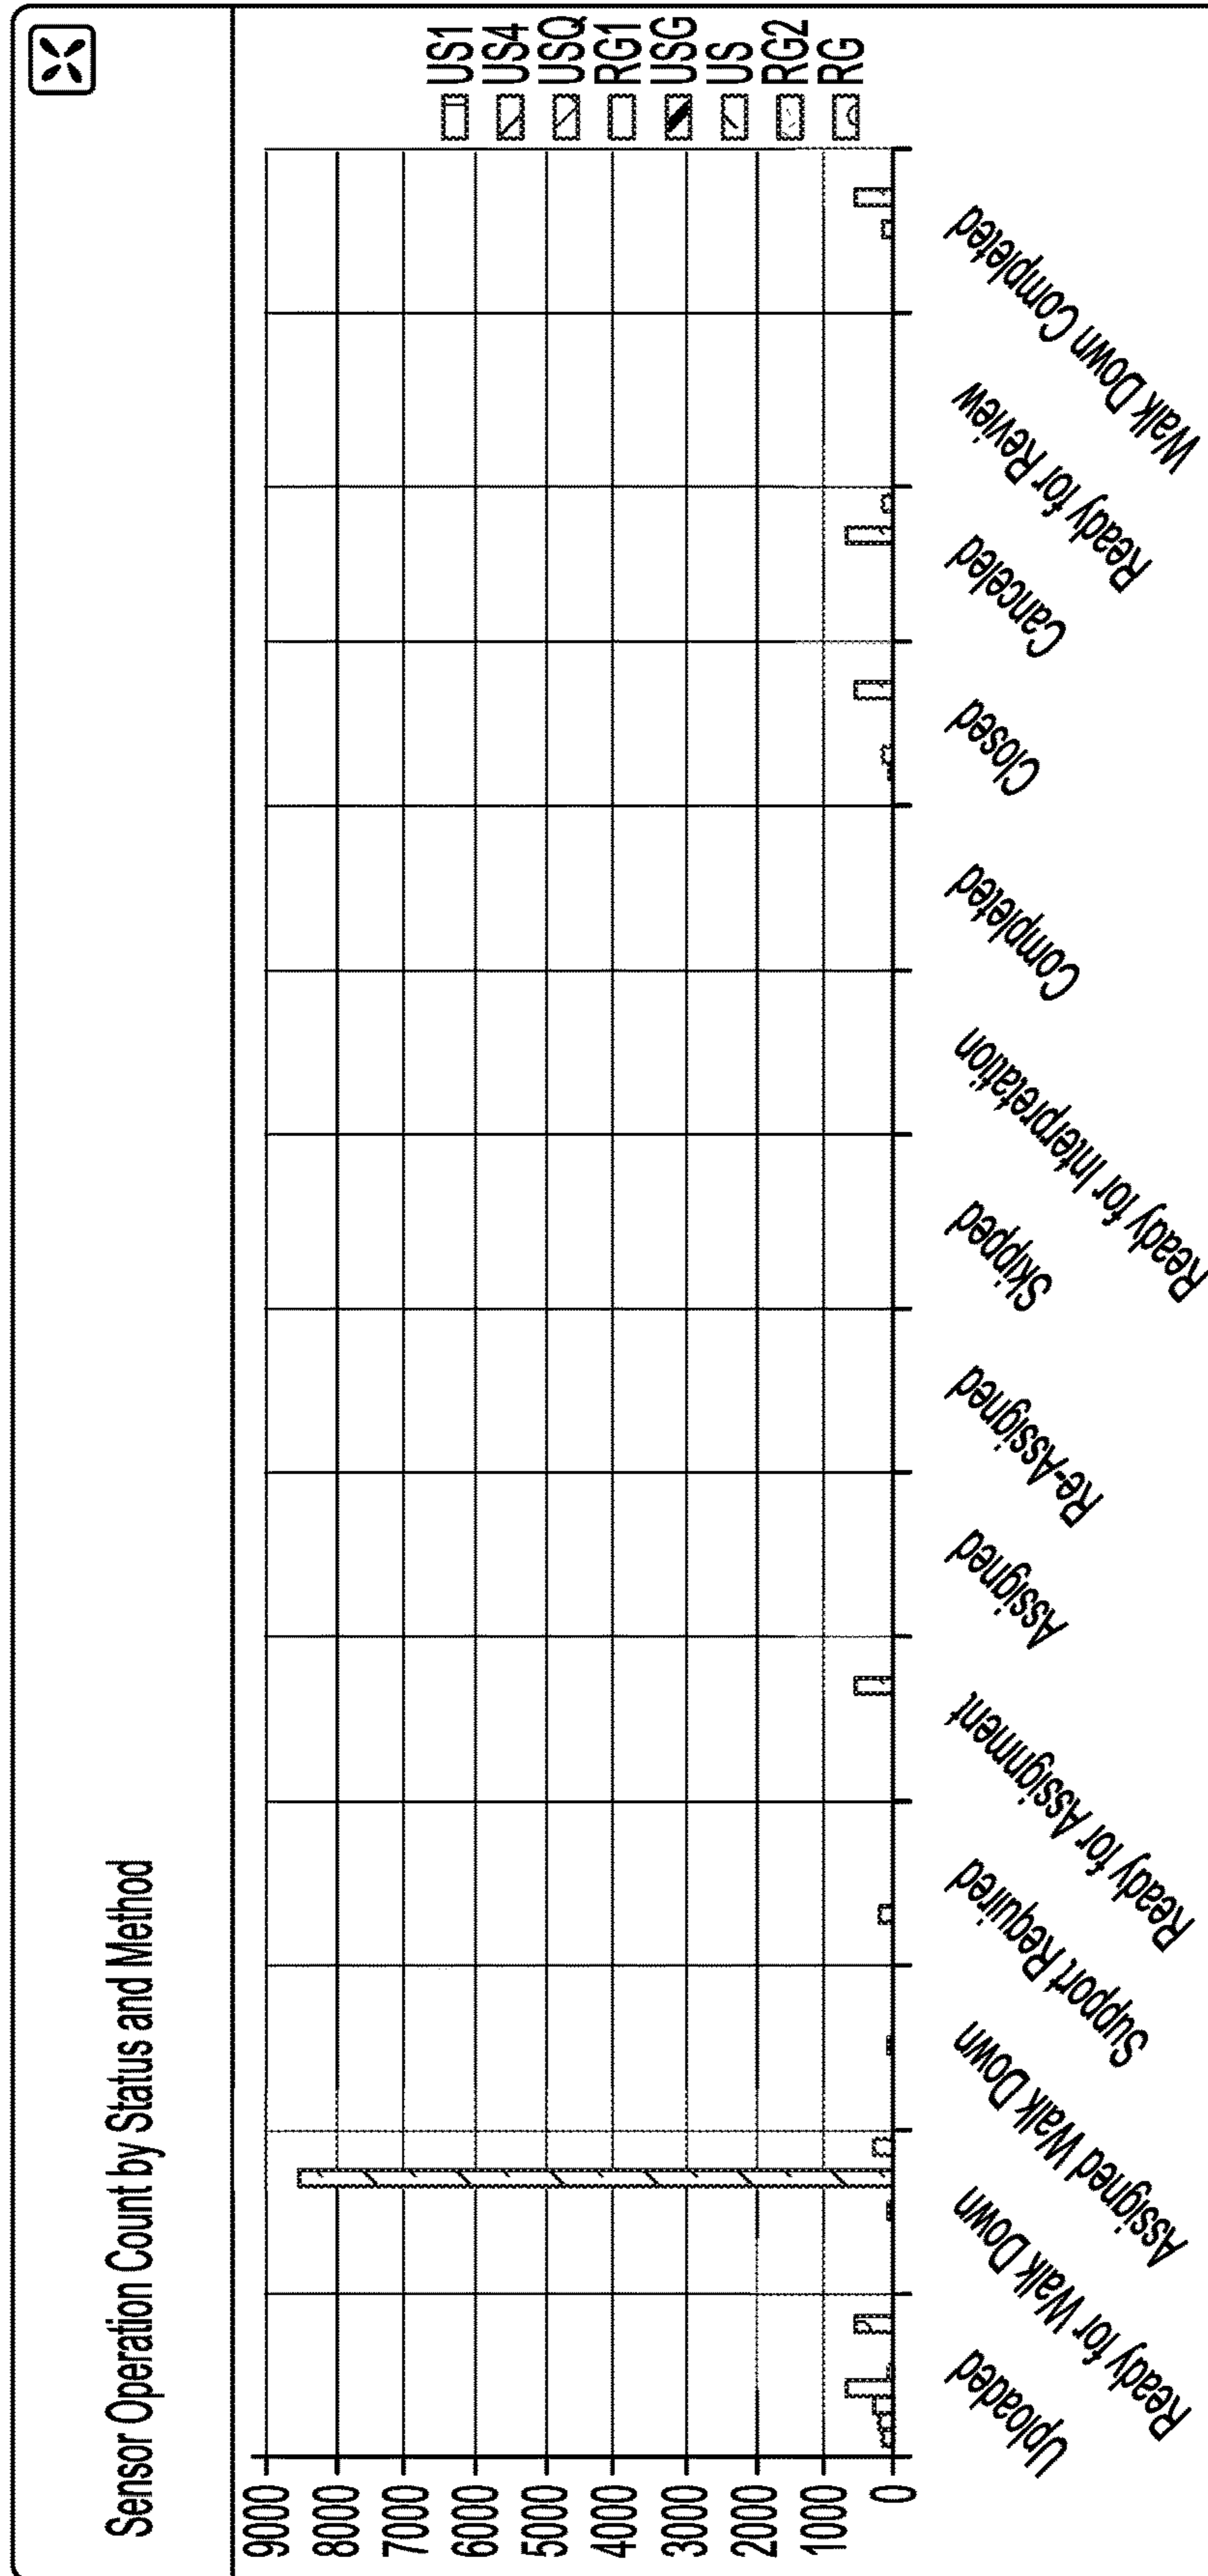 Sensor Operation Count by Status and Method
9000
8000
7000
6000
5000
4000
3000
2000
1000
0
US1
US4
USQ
RG1
USG
US
RG2
RG
Uploaded
Ready for Walk Down
Assigned Walk Down
Support Required
Ready for Assignment
Assigned
Re-Assigned
Skipped
Ready for Interpretation
Completed
Closed
Canceled
Ready for Review
Walk Down Completed